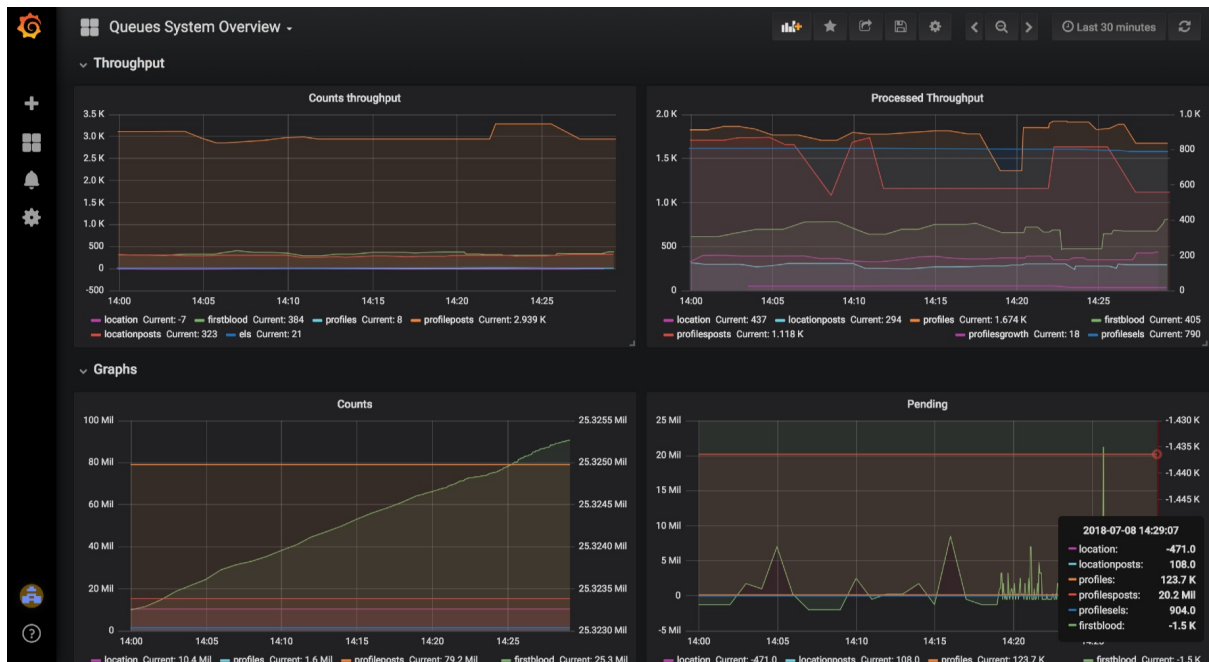 Queues System Overview
Last 30 minutes
Throughput
Counts throughput
3.5 K
3.0 K
2.5 K
2.0 K
1.5 K
1.0 K
500
0
-500
14:00 14:05 14:10 14:15 14:20 14:25
location Current: -7 firstblood Current: 384 profiles Current: 8 profileposts Current: 2.939 K
locationposts Current: 323 els Current: 21
Processed Throughput
2.0 K
1.5 K
1.0 K
500
0
1.0 K
800
600
400
200
0
14:00 14:05 14:10 14:15 14:20 14:25
location Current: 437 locationposts Current: 294 profiles Current: 1.674 K firstblood Current: 405
profilesposts Current: 1.118 K profilesgrowth Current: 18 profilesels Current: 790
Graphs
Counts
100 Mil
80 Mil
60 Mil
40 Mil
20 Mil
0
25.3255 Mil
25.3250 Mil
25.3245 Mil
25.3240 Mil
25.3235 Mil
25.3230 Mil
14:00 14:05 14:10 14:15 14:20 14:25
location Current: 10.4 Mil profiles Current: 1.6 Mil profileposts Current: 79.2 Mil firstblood Current: 25.3 Mil
Pending
25 Mil
20 Mil
15 Mil
10 Mil
5 Mil
0
-5 Mil
-1.430 K
-1.435 K
-1.440 K
-1.445 K
14:00 14:05 14:10 14:15 14:20
2018-07-08 14:29:07
location: -471.0
locationposts: 108.0
profiles: 123.7 K
profilesposts: 20.2 Mil
profilesels: 904.0
firstblood: -1.5 K
location Current: -471.0 locationposts Current: 108.0 profiles Current: 123.7 K firstblood Current: -1.5 K